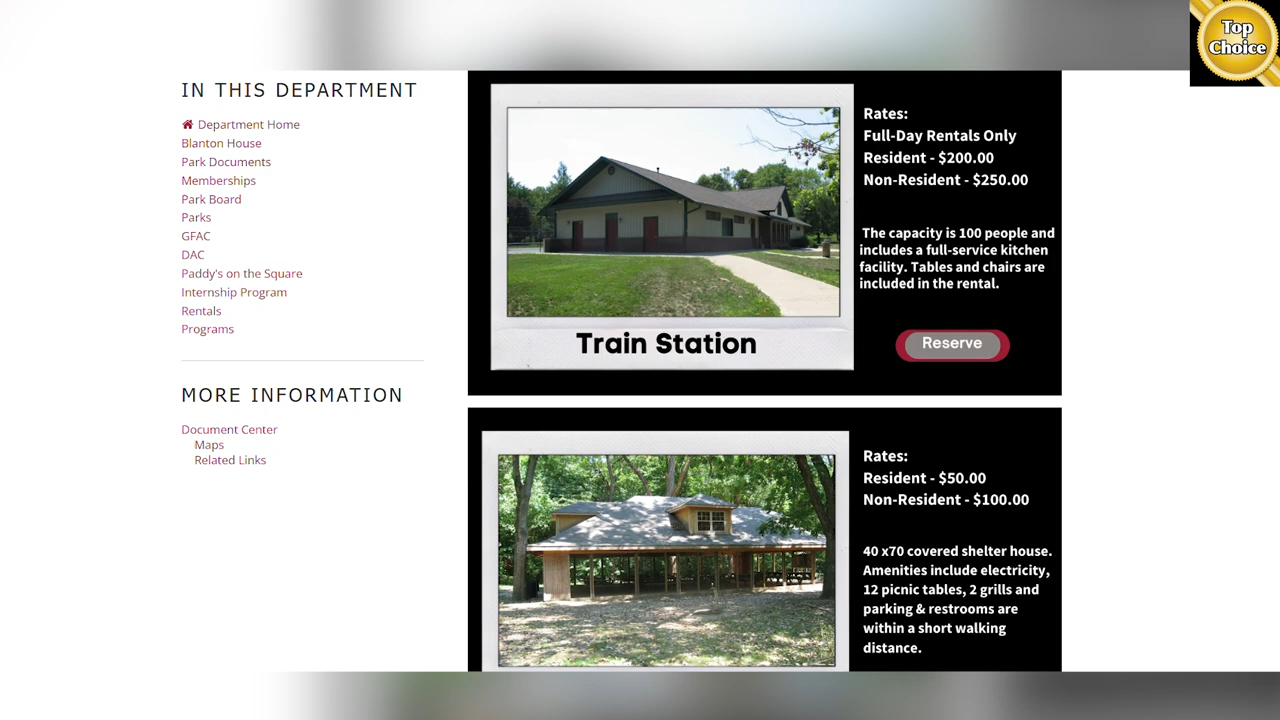 Top
Choice
IN THIS DEPARTMENT
Department Home
Blanton House
Park Documents
Memberships
Park Board
Parks
GFAC
DAC
Paddy's on the Square
Internship Program
Rentals
Programs
MORE INFORMATION
Document Center
Maps
Related Links
Train Station
Rates:
Full-Day Rentals Only
Resident - $200.00
Non-Resident - $250.00
The capacity is 100 people and
includes a full-service kitchen
facility. Tables and chairs are
included in the rental.
Reserve
Rates:
Resident - $50.00
Non-Resident - $100.00
40 x70 covered shelter house.
Amenities include electricity,
12 picnic tables, 2 grills and
parking & restrooms are
within a short walking
distance.